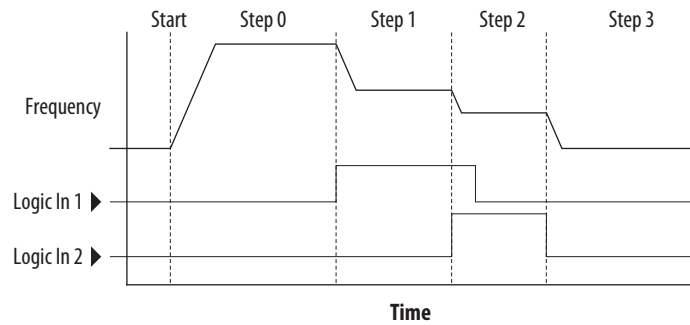 Start Step 0 Step 1 Step 2 Step 3
Frequency
Logic In 1
Logic In 2
Time